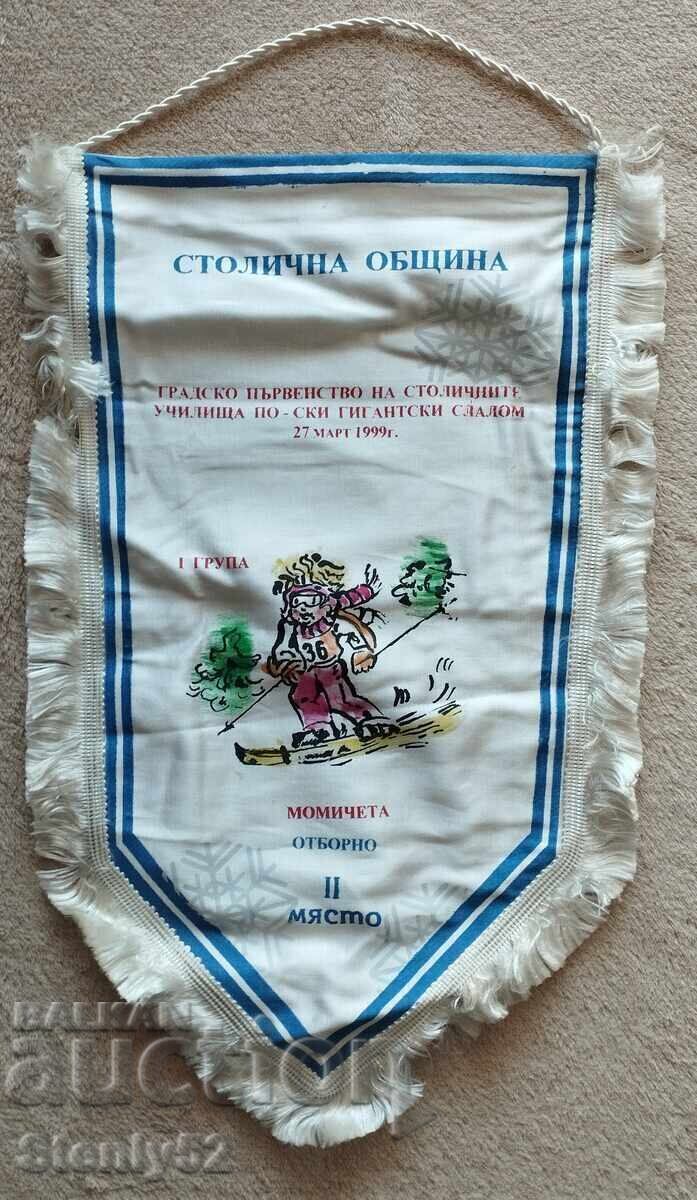 СТОЛИЧНА ОБЩИНА
ГРАДСКО ПЪРВЕНСТВО НА СТОЛИЧНИТЕ
УЧИЛИЩА ПО - СКИ ГИГАНТСКИ СЛАЛОМ
27 МАРТ 1999г.
I ГРУПА
36
МОМИЧЕТА
ОТБОРНО
II
място
BALKAN
auction
Stenly52